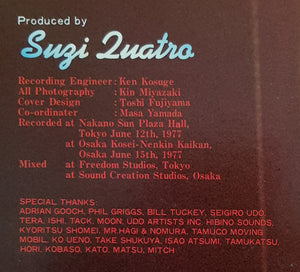 Produced by
Suzi Quatro
Recording Engineer : Ken Kosuge
All Photography : Kin Miyazaki
Cover Design : Toshi Fujiyama
Co-ordinater : Masa Yamada
Recorded at Nakano Sun Plaza Hall,
Tokyo June 12th, 1977
at Osaka Kosei-Nenkin Kaikan,
Osaka June 15th, 1977
Mixed at Freedom Studios, Tokyo
at Sound Creation Studios, Osaka
SPECIAL THANKS:
ADRIAN GOOCH, PHIL GRIGGS, BILL TUCKEY, SEIGIRO UDO,
TERA, ISHI, TACK, MOON: UDO ARTISTS INC. HIBINO SOUNDS,
KYORITSU SHOMEI, MR.HAGI & NOMURA, TAMUCO MOVING
MOBIL. KO UENO, TAKE SHUKUYA, ISAO ATSUMI, TAMUKATSU,
HORI, KOBASO, KATO, MATSU, MITCH